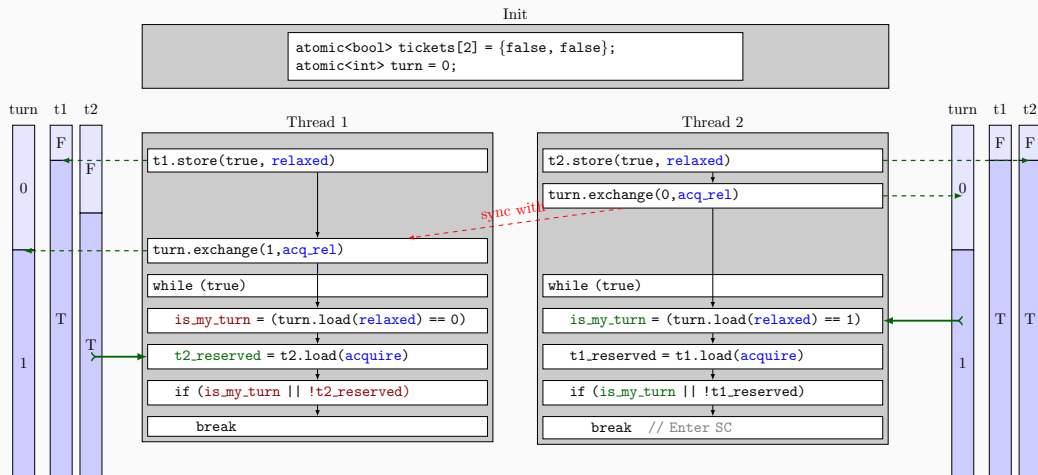 Init
atomic<bool> tickets[2] = {false, false};
atomic<int> turn = 0;
turn t1 t2
Thread 1
Thread 2
turn t1 t2
F
F
0
T
T
1
t1.store(true, relaxed)
turn.exchange(1,acq_rel)
while (true)
is_my_turn = (turn.load(relaxed) == 0)
t2_reserved = t2.load(acquire)
if (is_my_turn || !t2_reserved)
break
sync with
t2.store(true, relaxed)
turn.exchange(0,acq_rel)
while (true)
is_my_turn = (turn.load(relaxed) == 1)
t1_reserved = t1.load(acquire)
if (is_my_turn || !t1_reserved)
break // Enter SC
F
F
0
T
T
1